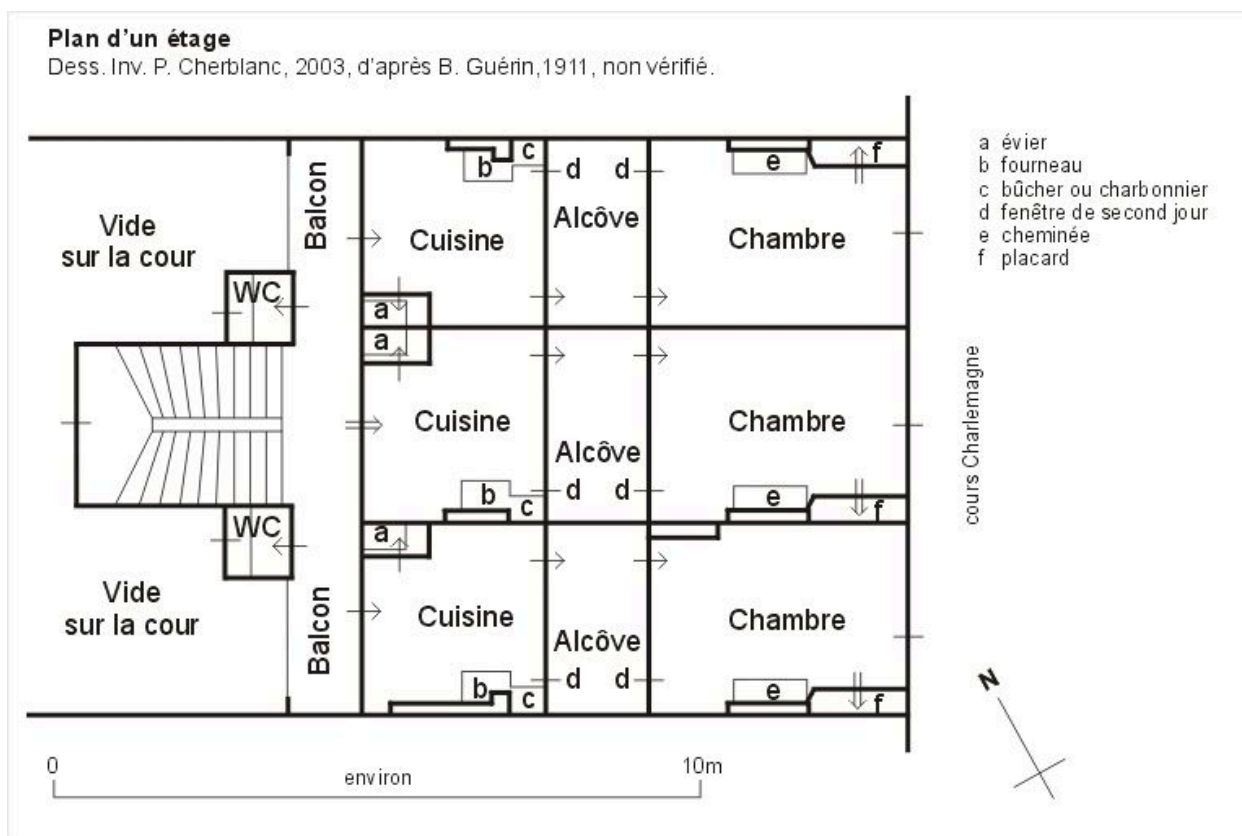 Plan d'un étage
Dess. Inv. P. Cherblanc, 2003, d'après B. Guérin,1911, non vérifié.
a évier
b fourneau
c bûcher ou charbonnier
d fenêtre de second jour
e cheminée
f placard
Vide
sur la cour
WC
Balcon
Cuisine
b
c
a
d d
Alcôve
Chambre
e
f
a
Cuisine
b
c
Alcôve
d d
Chambre
e
f
cours Charlemagne
WC
Vide
sur la cour
Balcon
a
Cuisine
b
c
Alcôve
d d
Chambre
e
f
N
0
environ
10m